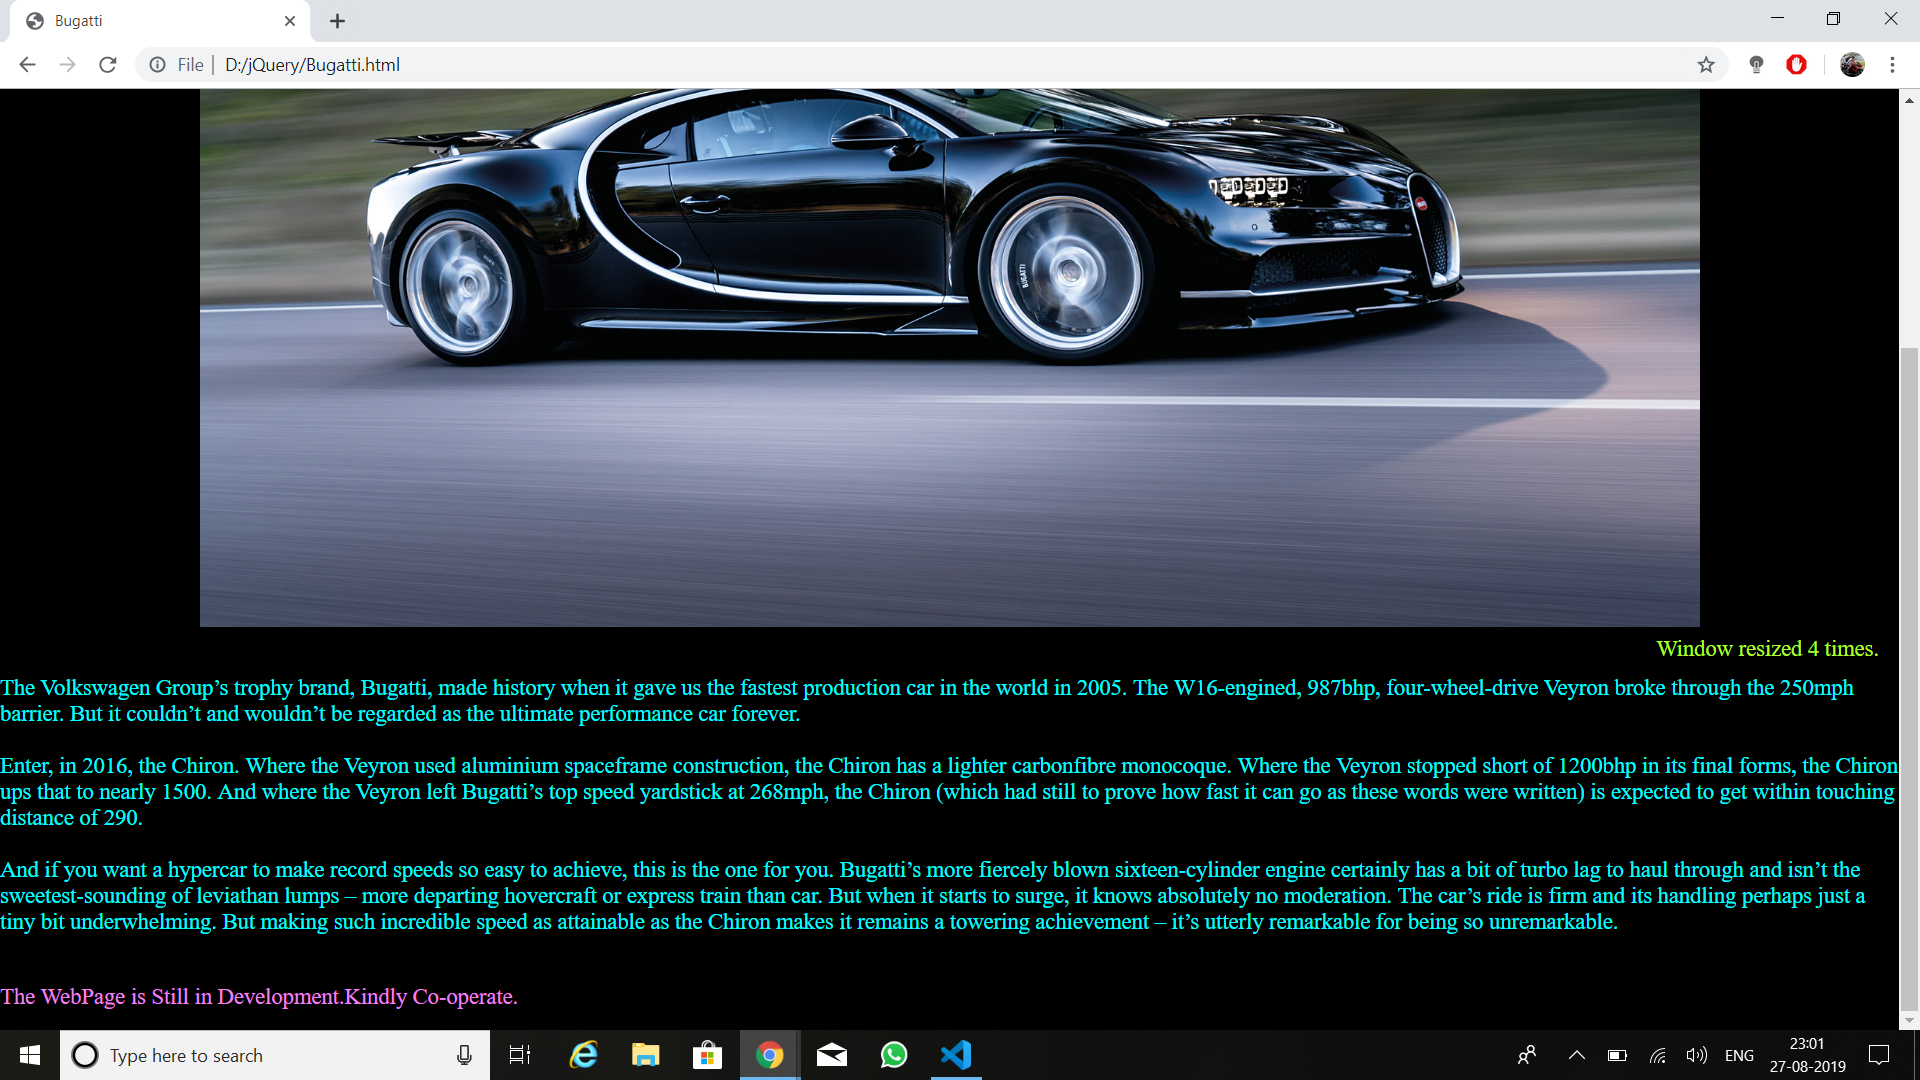 Bugatti
File | D:/jQuery/Bugatti.html
BUGATTI
Window resized 4 times.
The Volkswagen Group’s trophy brand, Bugatti, made history when it gave us the fastest production car in the world in 2005. The W16-engined, 987bhp, four-wheel-drive Veyron broke through the 250mph
barrier. But it couldn’t and wouldn’t be regarded as the ultimate performance car forever.
Enter, in 2016, the Chiron. Where the Veyron used aluminium spaceframe construction, the Chiron has a lighter carbonfibre monocoque. Where the Veyron stopped short of 1200bhp in its final forms, the Chiron
ups that to nearly 1500. And where the Veyron left Bugatti’s top speed yardstick at 268mph, the Chiron (which had still to prove how fast it can go as these words were written) is expected to get within touching
distance of 290.
And if you want a hypercar to make record speeds so easy to achieve, this is the one for you. Bugatti’s more fiercely blown sixteen-cylinder engine certainly has a bit of turbo lag to haul through and isn’t the
sweetest-sounding of leviathan lumps – more departing hovercraft or express train than car. But when it starts to surge, it knows absolutely no moderation. The car’s ride is firm and its handling perhaps just a
tiny bit underwhelming. But making such incredible speed as attainable as the Chiron makes it remains a towering achievement – it’s utterly remarkable for being so unremarkable.
The WebPage is Still in Development.Kindly Co-operate.
Type here to search
ENG
23:01
27-08-2019